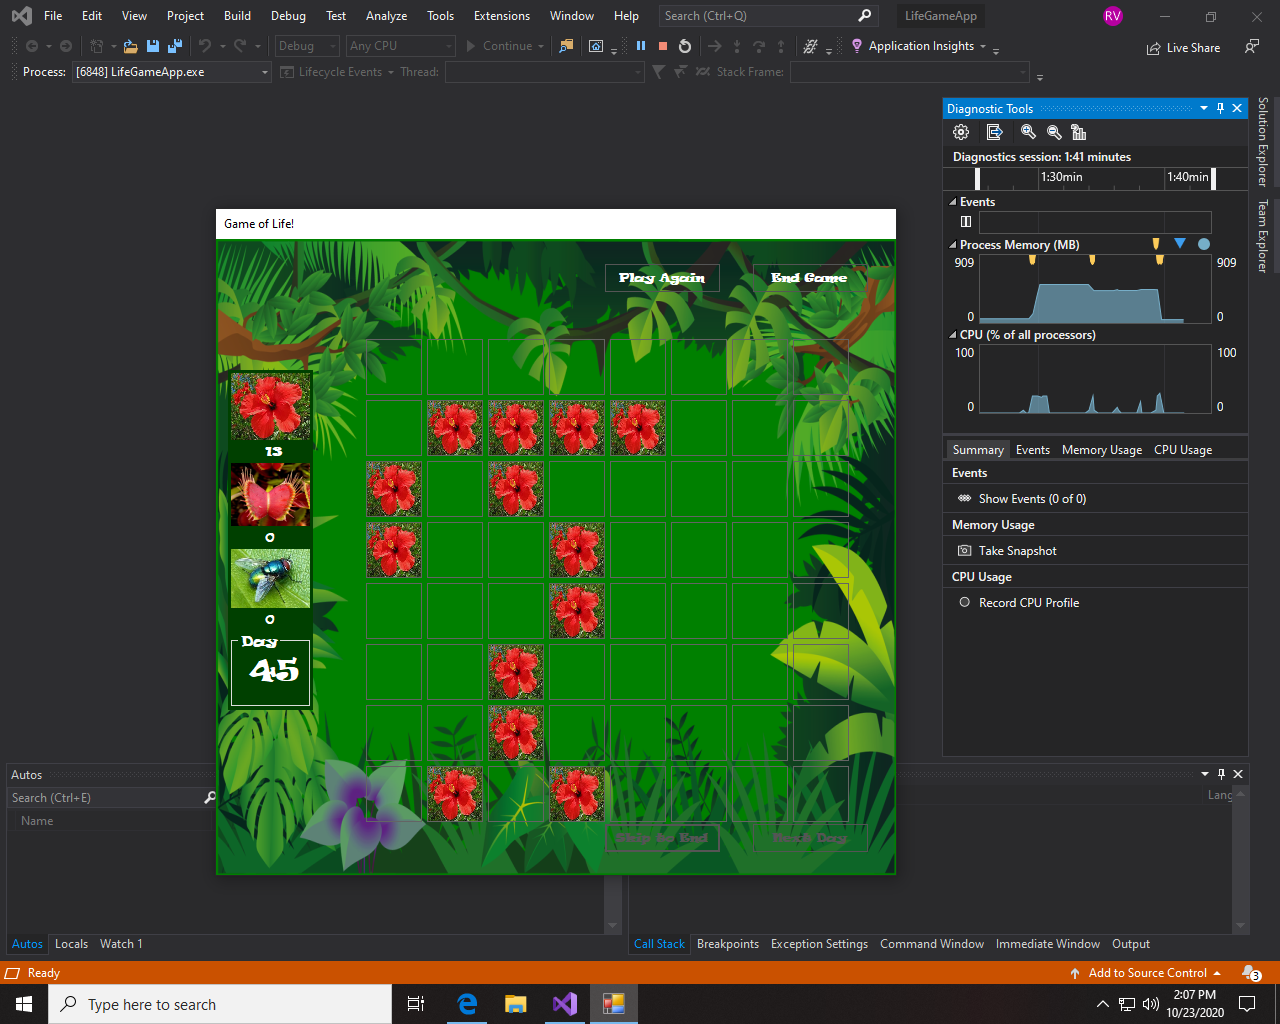 File Edit View Project Build Debug Test Analyze Tools Extensions Window Help Search (Ctrl+Q) LifeGameApp RV
Debug Any CPU Continue Application Insights Live Share
Process: [6848] LifeGameApp.exe Lifecycle Events Thread: Stack Frame:
Diagnostic Tools
Diagnostics session: 1:41 minutes
1:30min 1:40min
Events
Process Memory (MB)
909 909
0 0
CPU (% of all processors)
100 100
0 0
Summary Events Memory Usage CPU Usage
Events
Show Events (0 of 0)
Memory Usage
Take Snapshot
CPU Usage
Record CPU Profile
Solution Explorer
Team Explorer
Game of Life!
Play Again End Game
13
0
0
Day
45
Skip to End Next Day
Autos
Search (Ctrl+E)
Name
Lang
Autos Locals Watch 1
Call Stack Breakpoints Exception Settings Command Window Immediate Window Output
Ready Add to Source Control 3
Type here to search
2:07 PM
10/23/2020